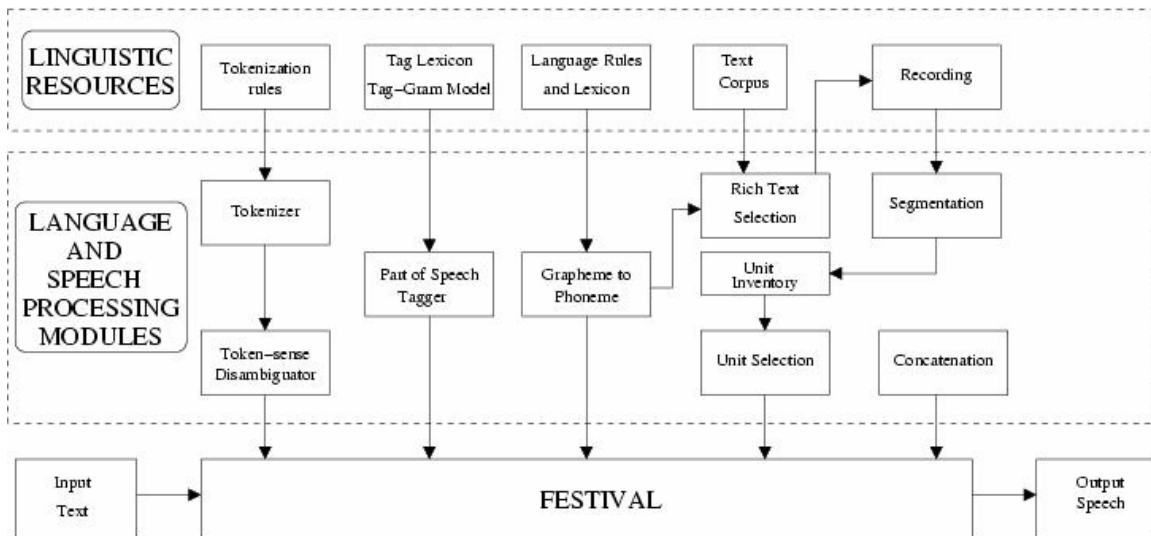 LINGUISTIC
RESOURCES
Tokenization
rules
Tag Lexicon
Tag–Gram Model
Language Rules
and Lexicon
Text
Corpus
Recording
LANGUAGE
AND
SPEECH
PROCESSING
MODULES
Tokenizer
Rich Text
Selection
Segmentation
Part of Speech
Tagger
Grapheme to
Phoneme
Unit
Inventory
Token–sense
Disambiguator
Unit Selection
Concatenation
Input
Text
FESTIVAL
Output
Speech